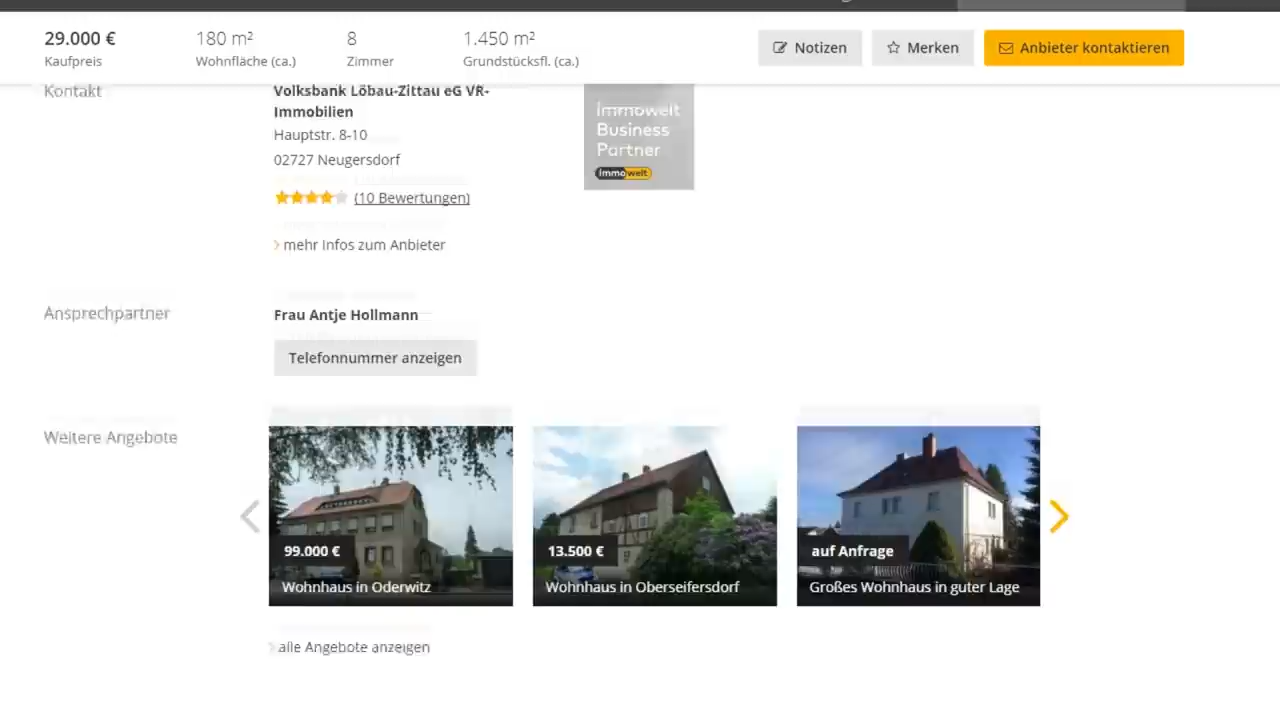 29.000 €
Kaufpreis
180 m²
Wohnfläche (ca.)
8
Zimmer
1.450 m²
Grundstücksfl. (ca.)
Notizen
Merken
Anbieter kontaktieren
Kontakt
Volksbank Löbau-Zittau eG VR-
Immobilien
Hauptstr. 8-10
02727 Neugersdorf
(10 Bewertungen)
mehr Infos zum Anbieter
Immowelt
Business
Partner
immowelt
Ansprechpartner
Frau Antje Hollmann
Telefonnummer anzeigen
Weitere Angebote
99.000 €
Wohnhaus in Oderwitz
13.500 €
Wohnhaus in Oberseifersdorf
auf Anfrage
Großes Wohnhaus in guter Lage
alle Angebote anzeigen